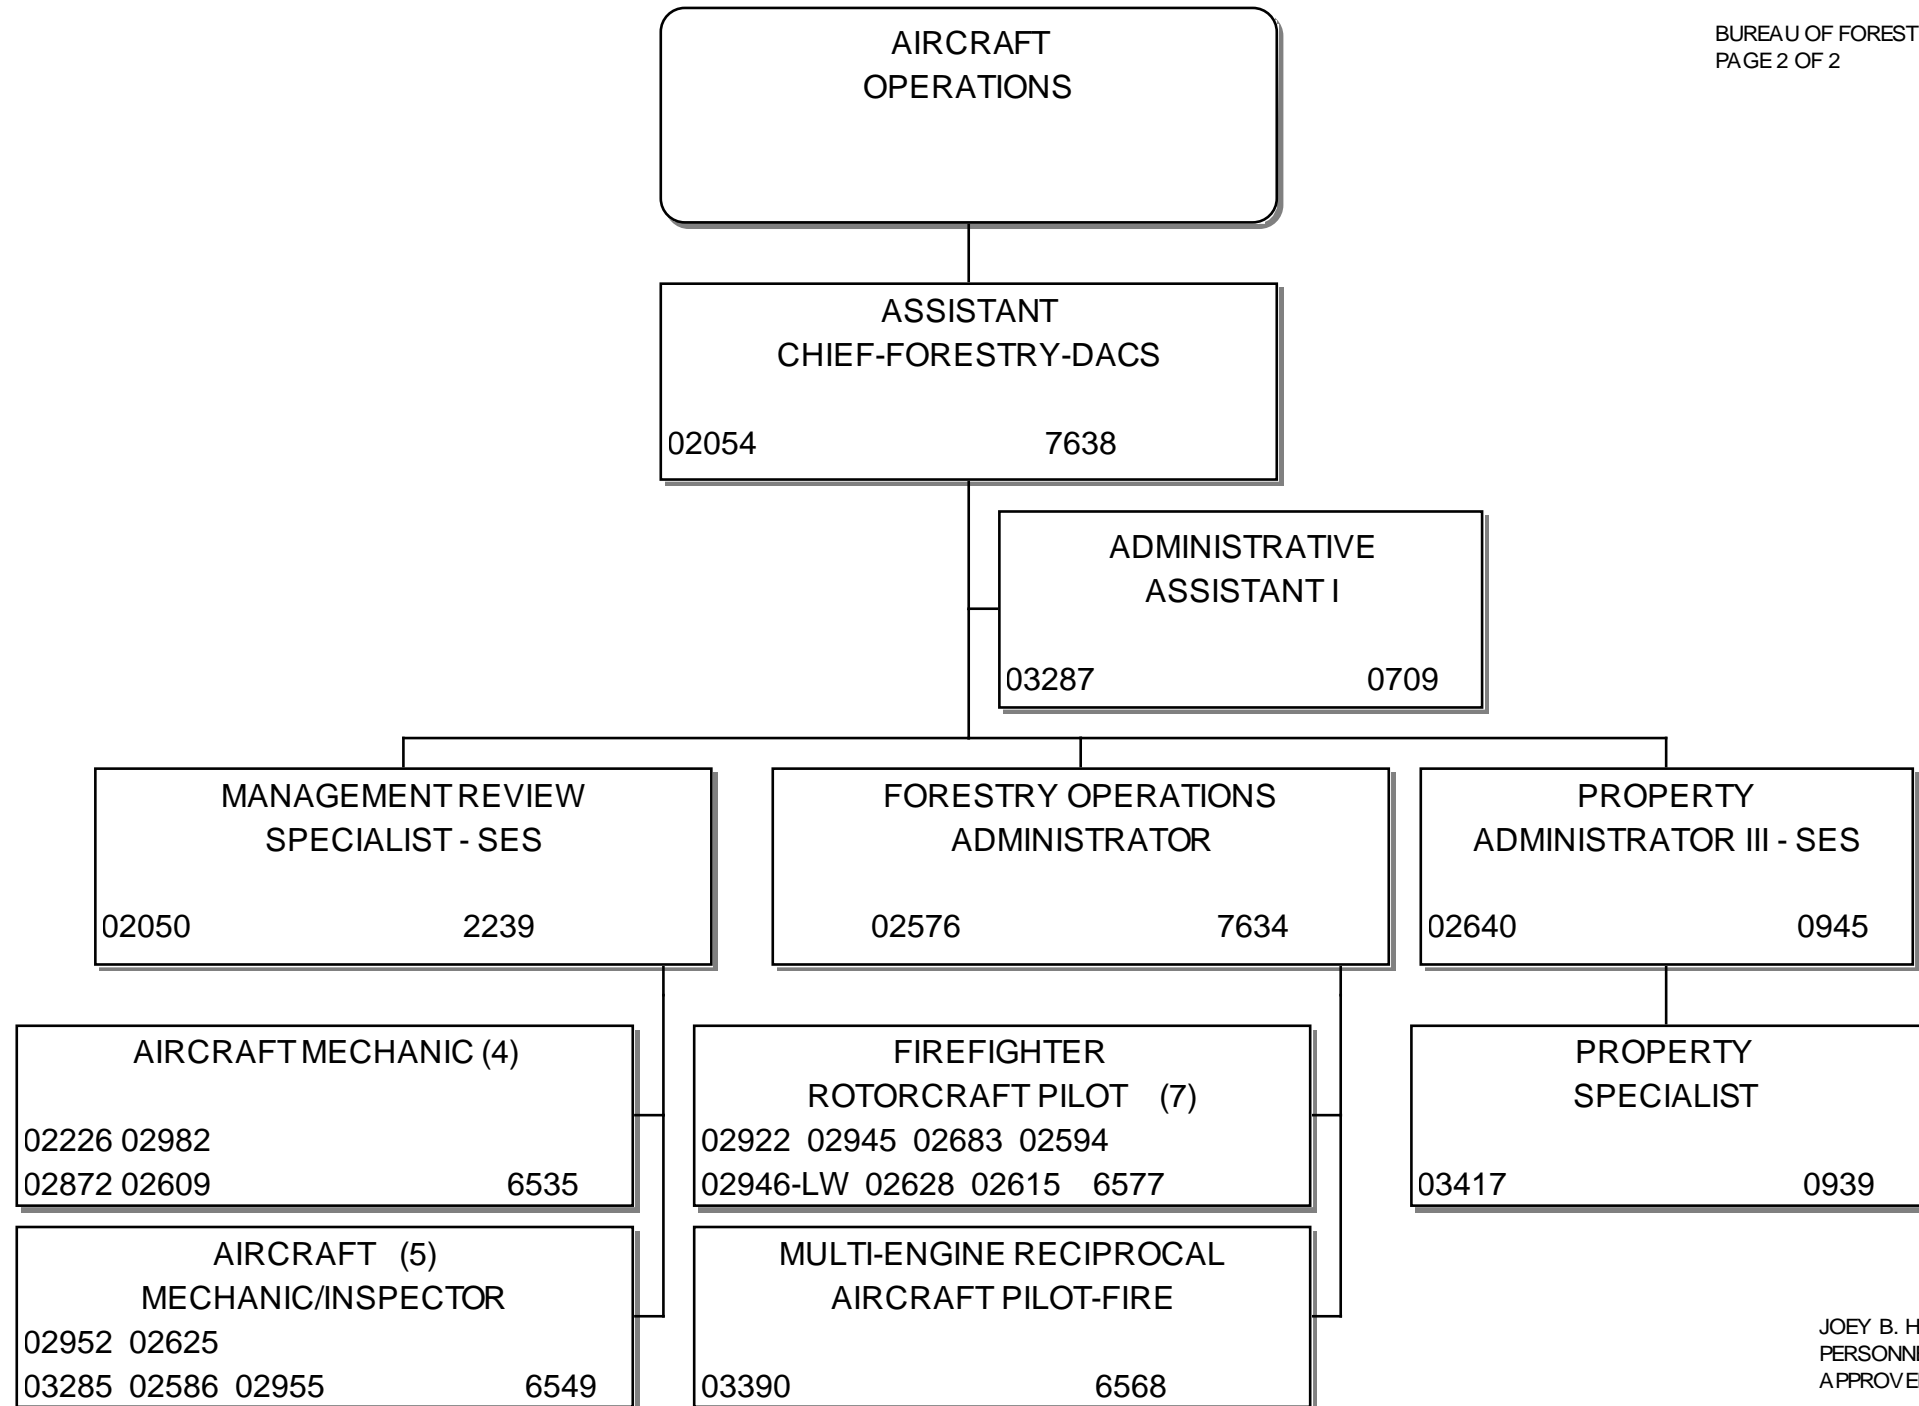 AIRCRAFT
OPERATIONS
BUREAU OF FOREST
PAGE 2 OF 2
ASSISTANT
CHIEF-FORESTRY-DACS
02054 7638
ADMINISTRATIVE
ASSISTANT I
03287 0709
MANAGEMENT REVIEW
SPECIALIST - SES
02050 2239
FORESTRY OPERATIONS
ADMINISTRATOR
02576 7634
PROPERTY
ADMINISTRATOR III - SES
02640 0945
AIRCRAFT MECHANIC (4)
02226 02982
02872 02609 6535
FIREFIGHTER
ROTORCRAFT PILOT (7)
02922 02945 02683 02594
02946-LW 02628 02615 6577
PROPERTY
SPECIALIST
03417 0939
AIRCRAFT (5)
MECHANIC/INSPECTOR
02952 02625
03285 02586 02955 6549
MULTI-ENGINE RECIPROCAL
AIRCRAFT PILOT-FIRE
03390 6568
JOEY B. H
PERSONNE
APPROVE